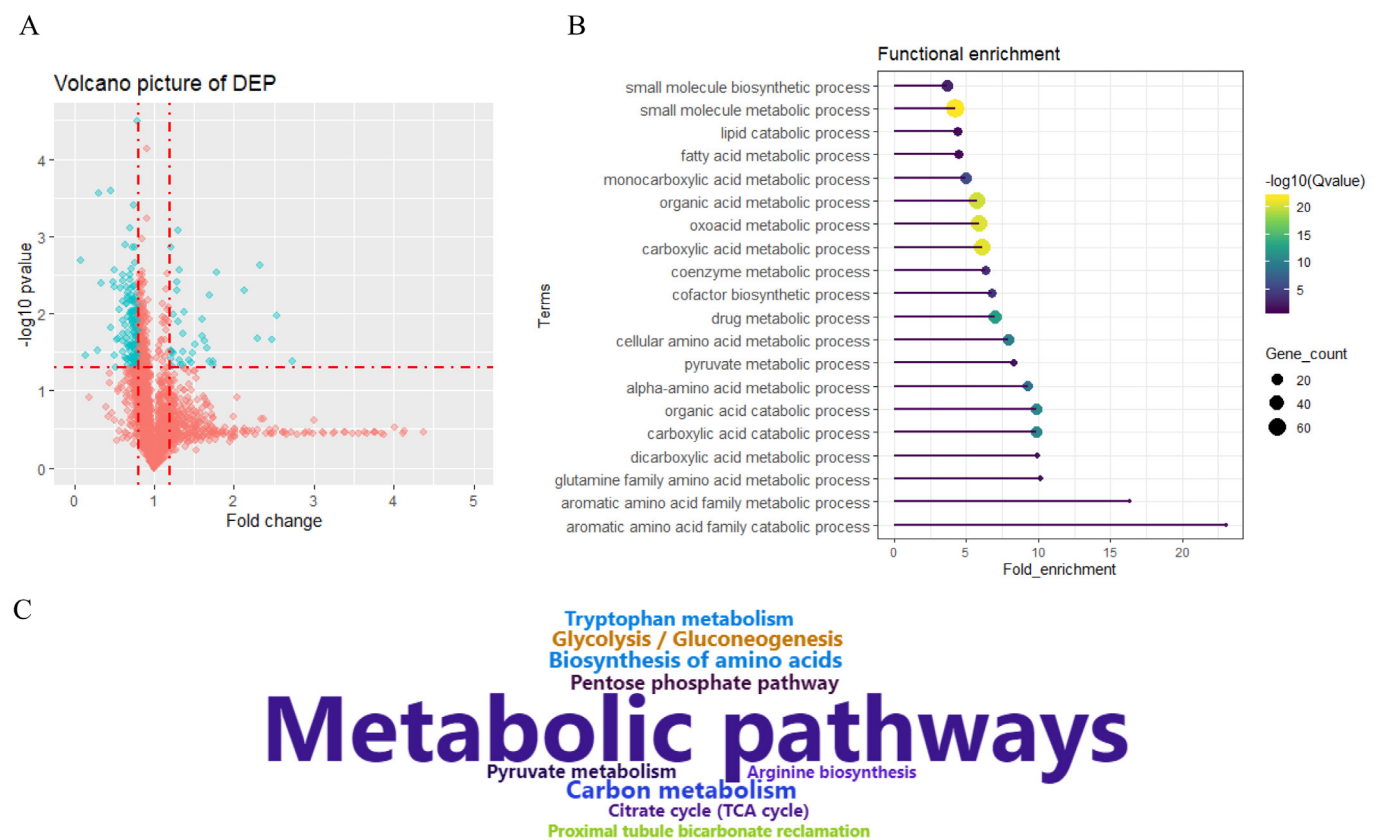 A
B
Volcano picture of DEP
-log10 pvalue
4
3
2
1
0
0
1
2
3
4
5
Fold change
Functional enrichment
Terms
small molecule biosynthetic process
small molecule metabolic process
lipid catabolic process
fatty acid metabolic process
monocarboxylic acid metabolic process
organic acid metabolic process
oxoacid metabolic process
carboxylic acid metabolic process
coenzyme metabolic process
cofactor biosynthetic process
drug metabolic process
cellular amino acid metabolic process
pyruvate metabolic process
alpha-amino acid metabolic process
organic acid catabolic process
carboxylic acid catabolic process
dicarboxylic acid metabolic process
glutamine family amino acid metabolic process
aromatic amino acid family metabolic process
aromatic amino acid family catabolic process
0
5
10
15
20
Fold_enrichment
-log10(Qvalue)
20
15
10
5
Gene_count
20
40
60
C
Tryptophan metabolism
Glycolysis / Gluconeogenesis
Biosynthesis of amino acids
Pentose phosphate pathway
Metabolic pathways
Pyruvate metabolism
Arginine biosynthesis
Carbon metabolism
Citrate cycle (TCA cycle)
Proximal tubule bicarbonate reclamation